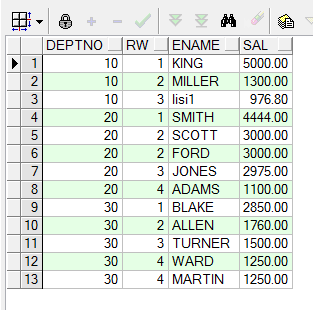 DEPTNO RW ENAME SAL
1 10 1 KING 5000.00
2 10 2 MILLER 1300.00
3 10 3 lisi1 976.80
4 20 1 SMITH 4444.00
5 20 2 SCOTT 3000.00
6 20 2 FORD 3000.00
7 20 3 JONES 2975.00
8 20 4 ADAMS 1100.00
9 30 1 BLAKE 2850.00
10 30 2 ALLEN 1760.00
11 30 3 TURNER 1500.00
12 30 4 WARD 1250.00
13 30 4 MARTIN 1250.00